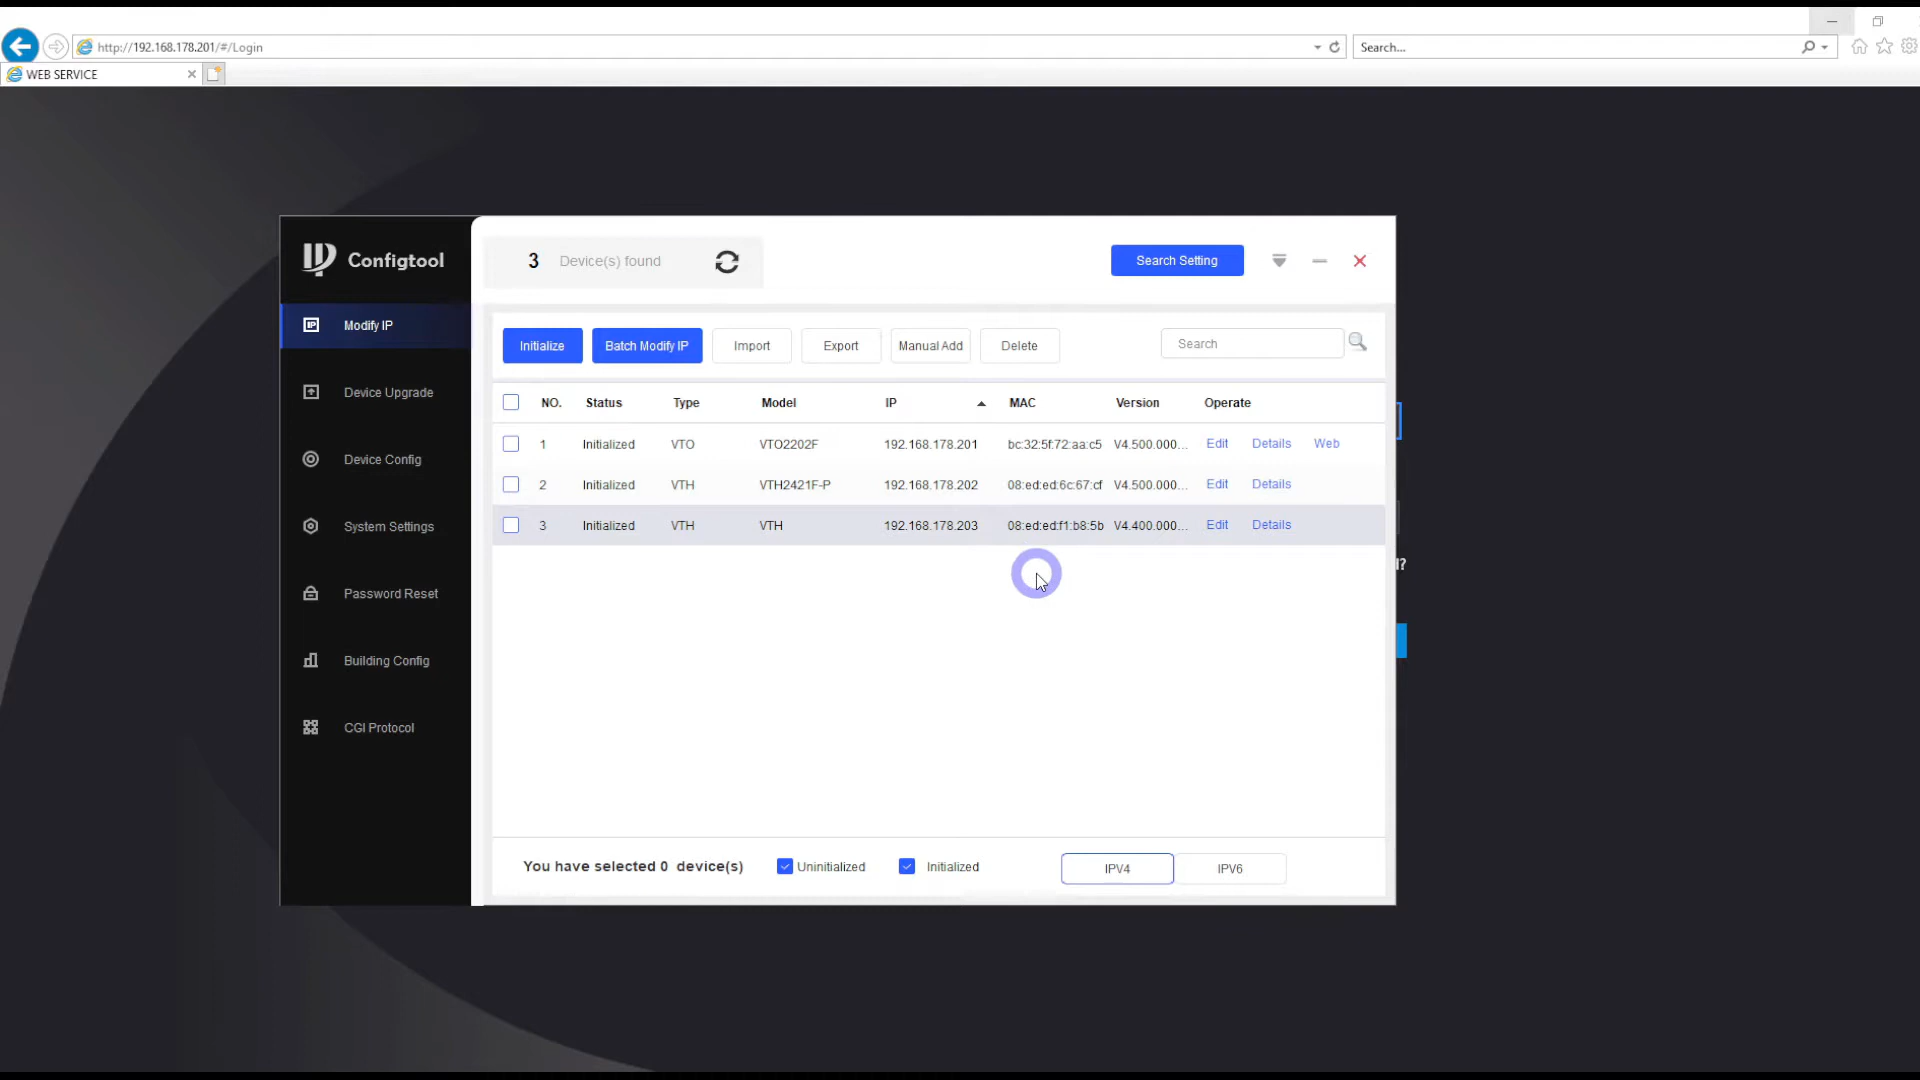 http://192.168.178.201/#/Login
Search...
WEB SERVICE
Configtool
3 Device(s) found
Search Setting
Modify IP
Device Upgrade
Device Config
System Settings
Password Reset
Building Config
CGI Protocol
Initialize Batch Modify IP Import Export Manual Add Delete Search
NO. Status Type Model IP MAC Version Operate
1 Initialized VTO VTO2202F 192.168.178.201 bc:32:5f:72:aa:c5 V4.500.000... Edit Details Web
2 Initialized VTH VTH2421F-P 192.168.178.202 08:ed:ed:6c:67:cf V4.500.000... Edit Details
3 Initialized VTH VTH 192.168.178.203 08:ed:ed:f1:b8:5b V4.400.000... Edit Details
You have selected 0 device(s) Uninitialized Initialized IPV4 IPV6